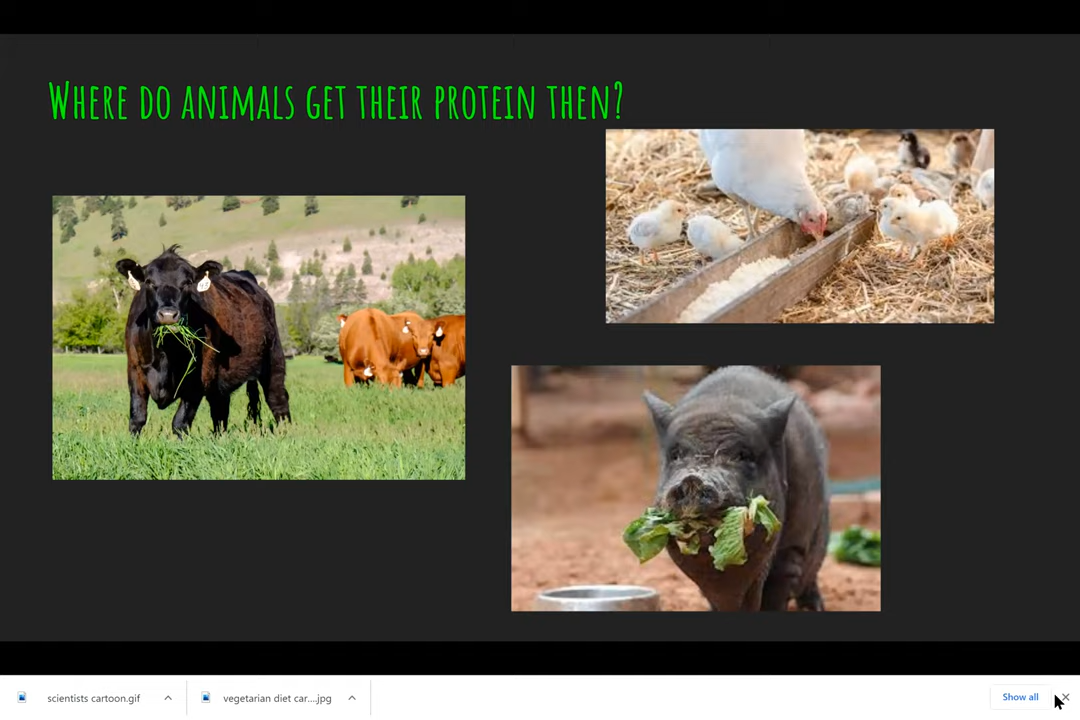 Where do animals get their protein then?
scientists cartoon.gif
vegetarian diet car....jpg
Show all